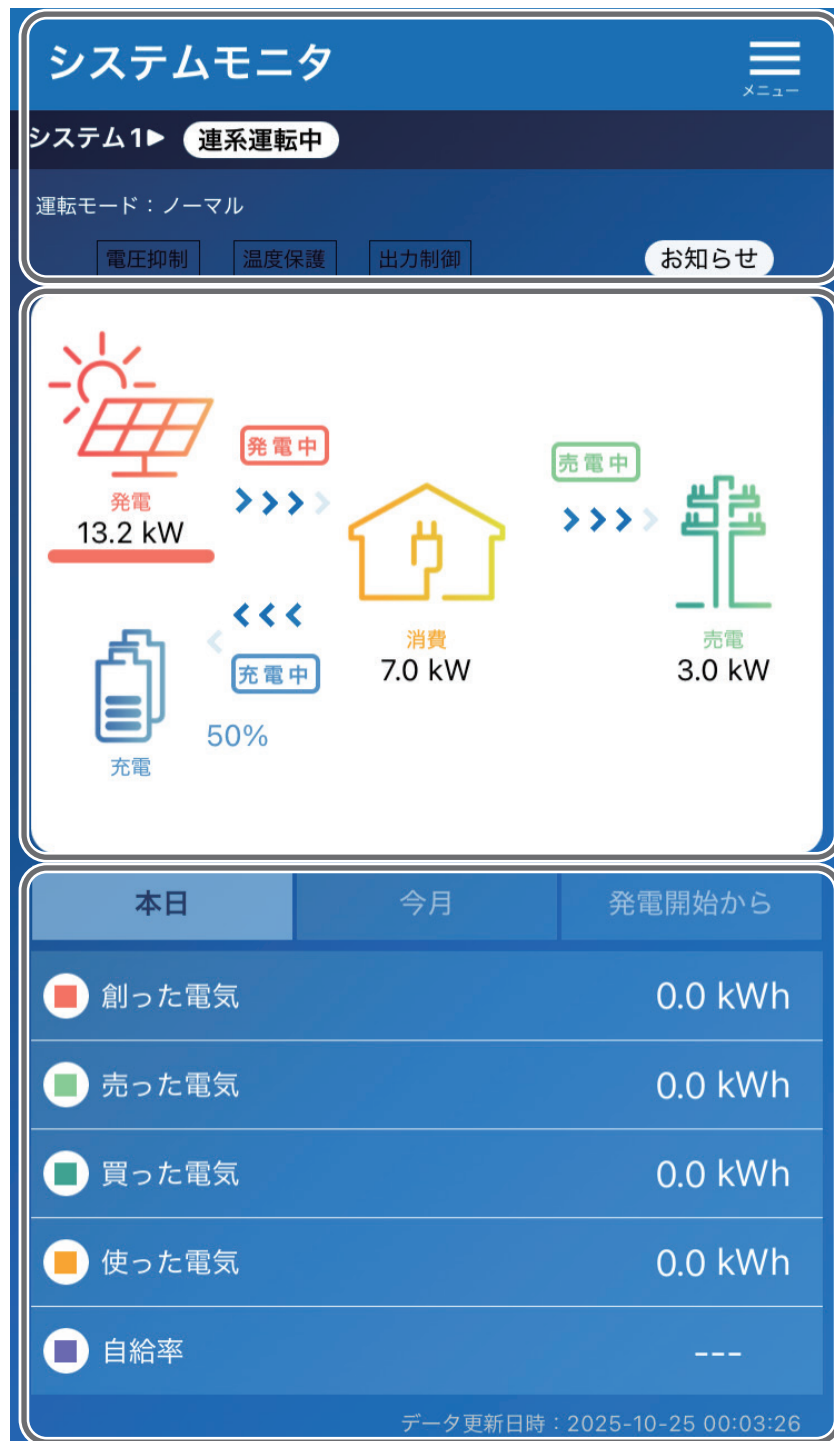 システムモニタ
メニュー
システム1▶ 連系運転中
運転モード：ノーマル
電圧抑制 温度保護 出力制御 お知らせ
発電中
売電中
発電
13.2 kW
消費
7.0 kW
売電
3.0 kW
充電中
50%
充電
本日 今月 発電開始から
創った電気 0.0 kWh
売った電気 0.0 kWh
買った電気 0.0 kWh
使った電気 0.0 kWh
自給率 ---
データ更新日時：2025-10-25 00:03:26